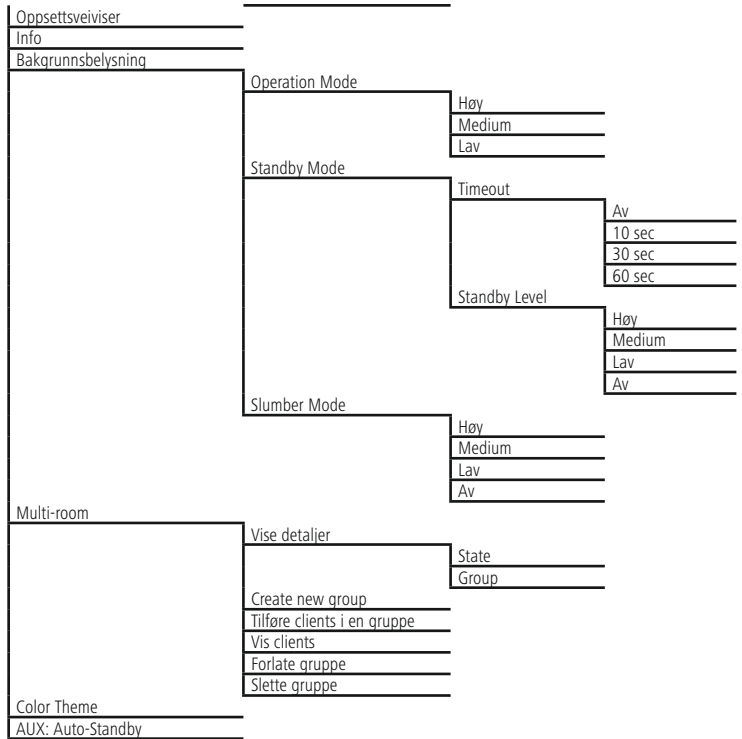 Oppsettsveiviser
Info
Bakgrunnsbelysning
Operation Mode
Høy
Medium
Lav
Standby Mode
Timeout
Av
10 sec
30 sec
60 sec
Standby Level
Høy
Medium
Lav
Av
Slumber Mode
Høy
Medium
Lav
Av
Multi-room
Vise detaljer
State
Group
Create new group
Tilføre clients i en gruppe
Vis clients
Forlate gruppe
Slette gruppe
Color Theme
AUX: Auto-Standby